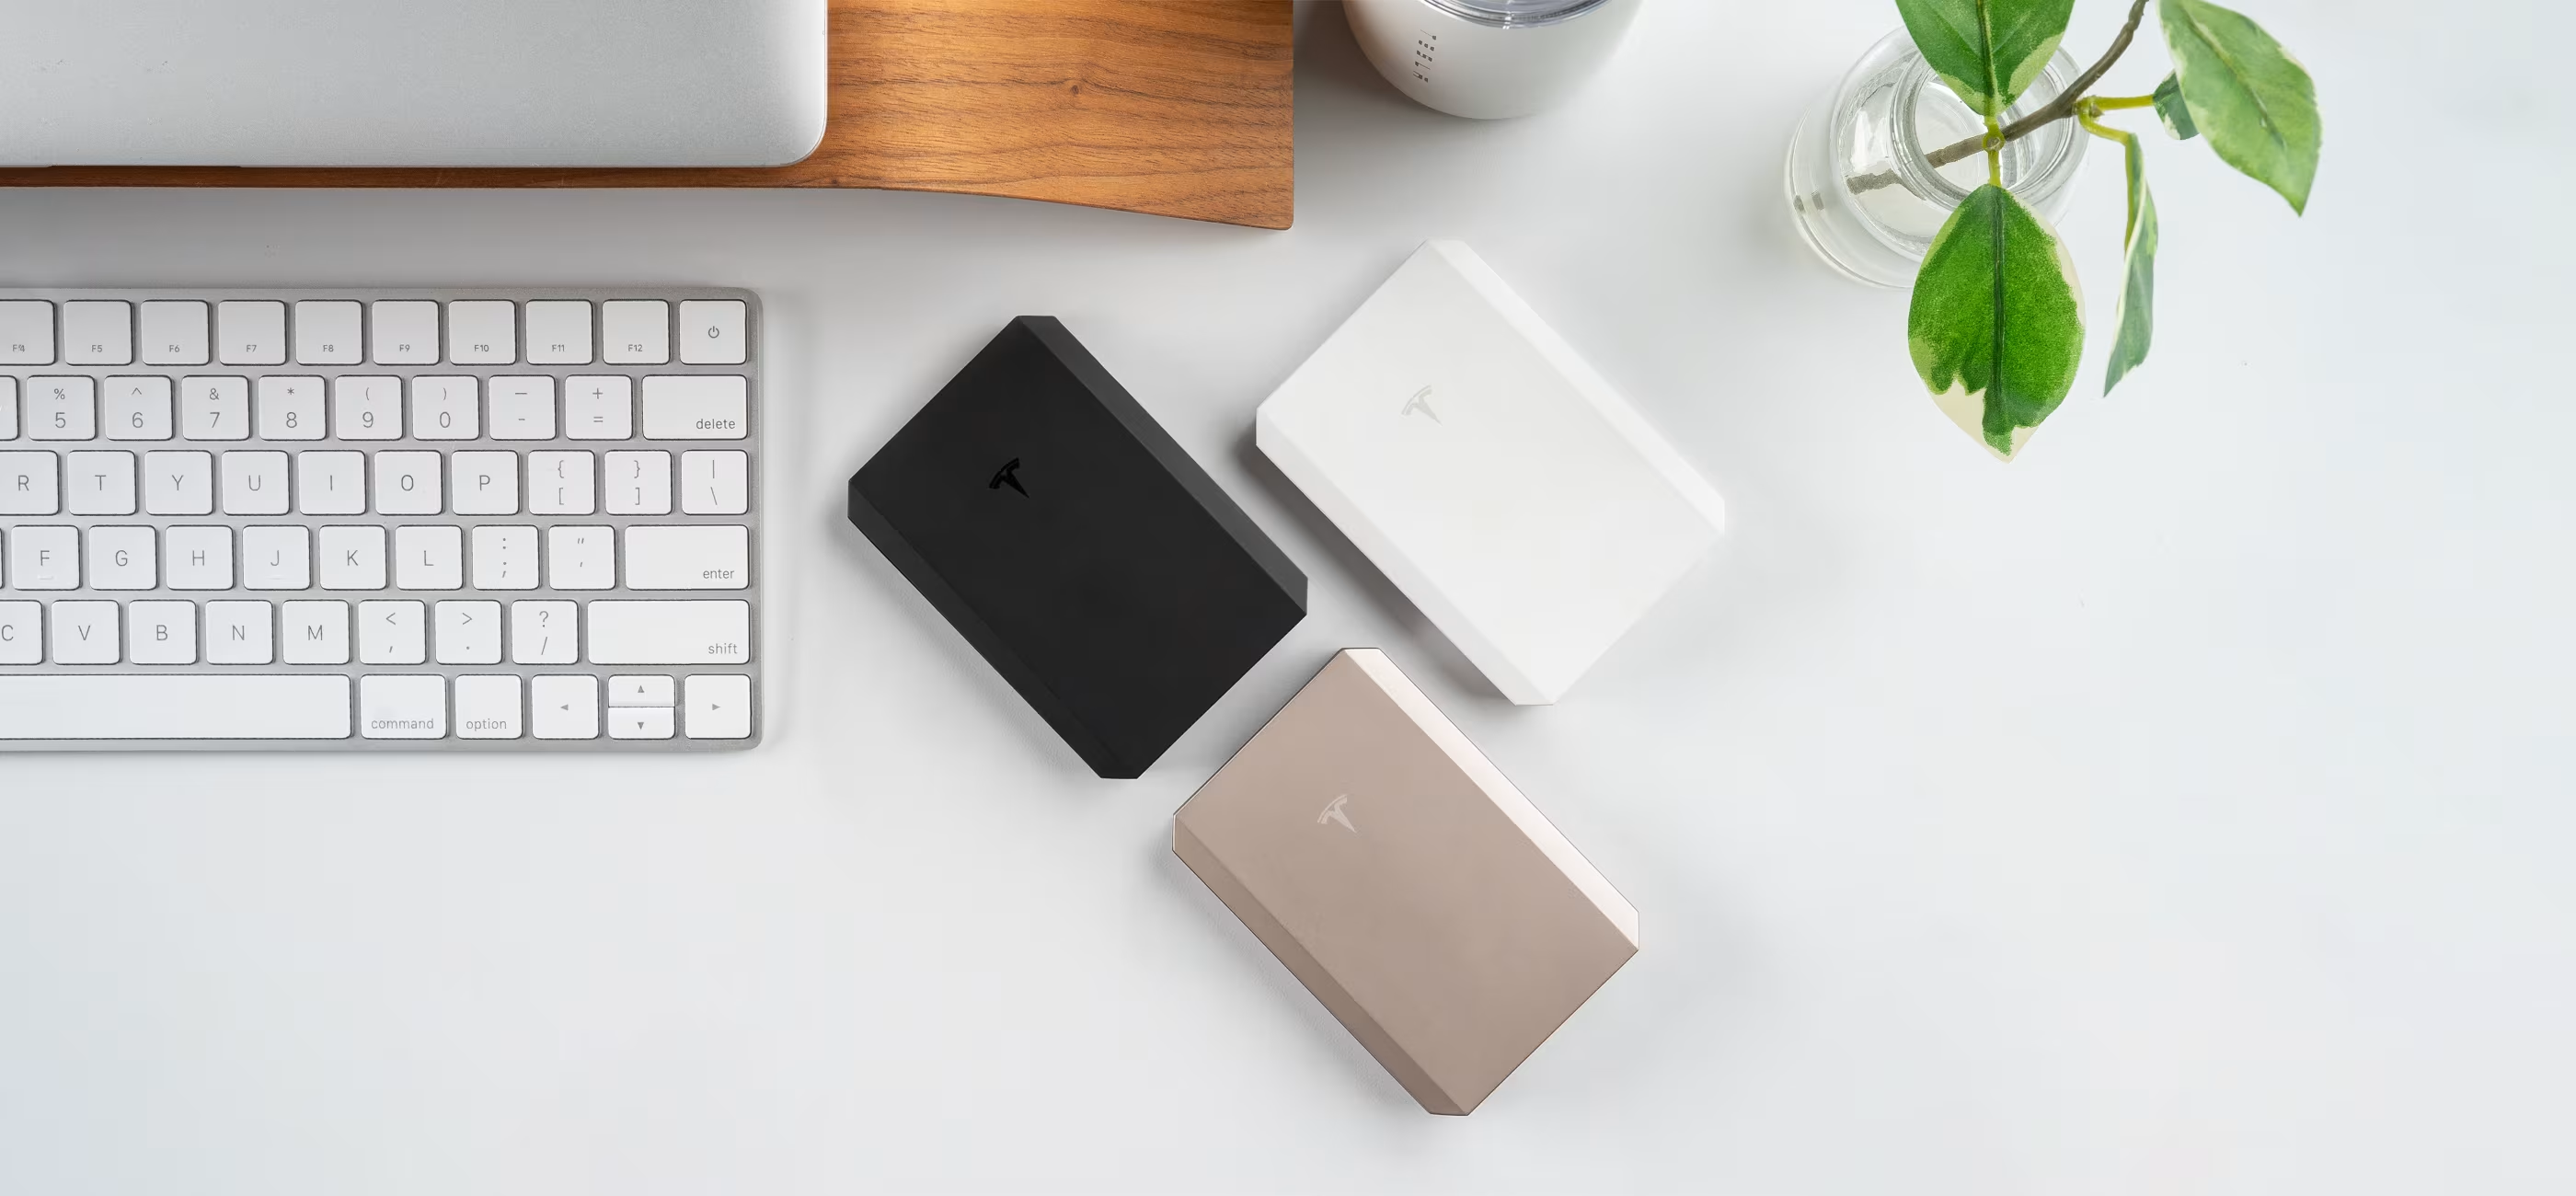 TESLA
F4 F5 F6 F7 F8 F9 F10 F11 F12
% ^ & * ( ) — +
5 6 7 8 9 0 - = delete
R T Y U I O P { } |
[ ] \
F G H J K L : "
; ' enter
C V B N M < > ?
, . / shift
command option ◄ ▲ ▼ ►